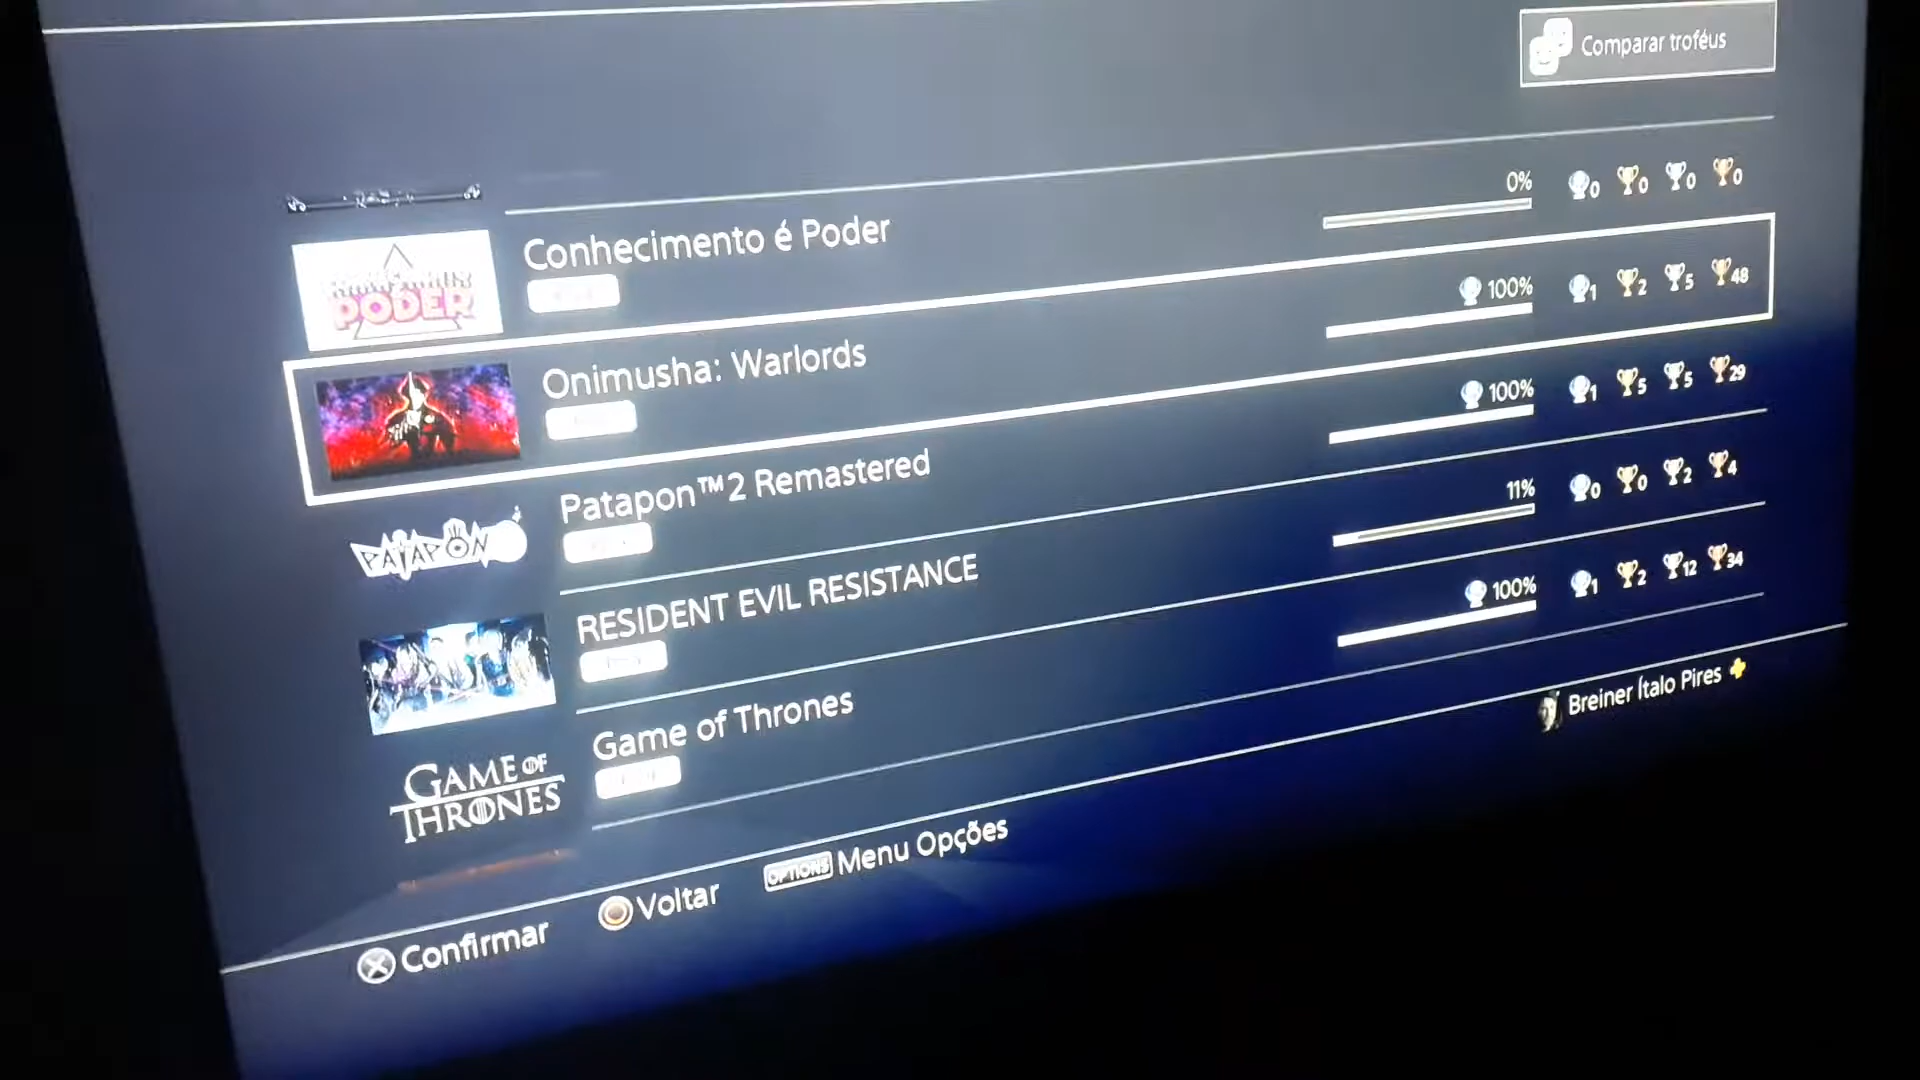 Comparar troféus
Conhecimento é Poder
0% 0 0 0 0
PODER
Onimusha: Warlords
100% 1 2 5 48
Patapon™2 Remastered
100% 1 5 5 29
PATAPON
RESIDENT EVIL RESISTANCE
11% 0 0 2 4
Game of Thrones
100% 1 2 12 34
GAME OF
THRONES
Breiner Ítalo Pires
Confirmar
Voltar
OPTIONS Menu Opções